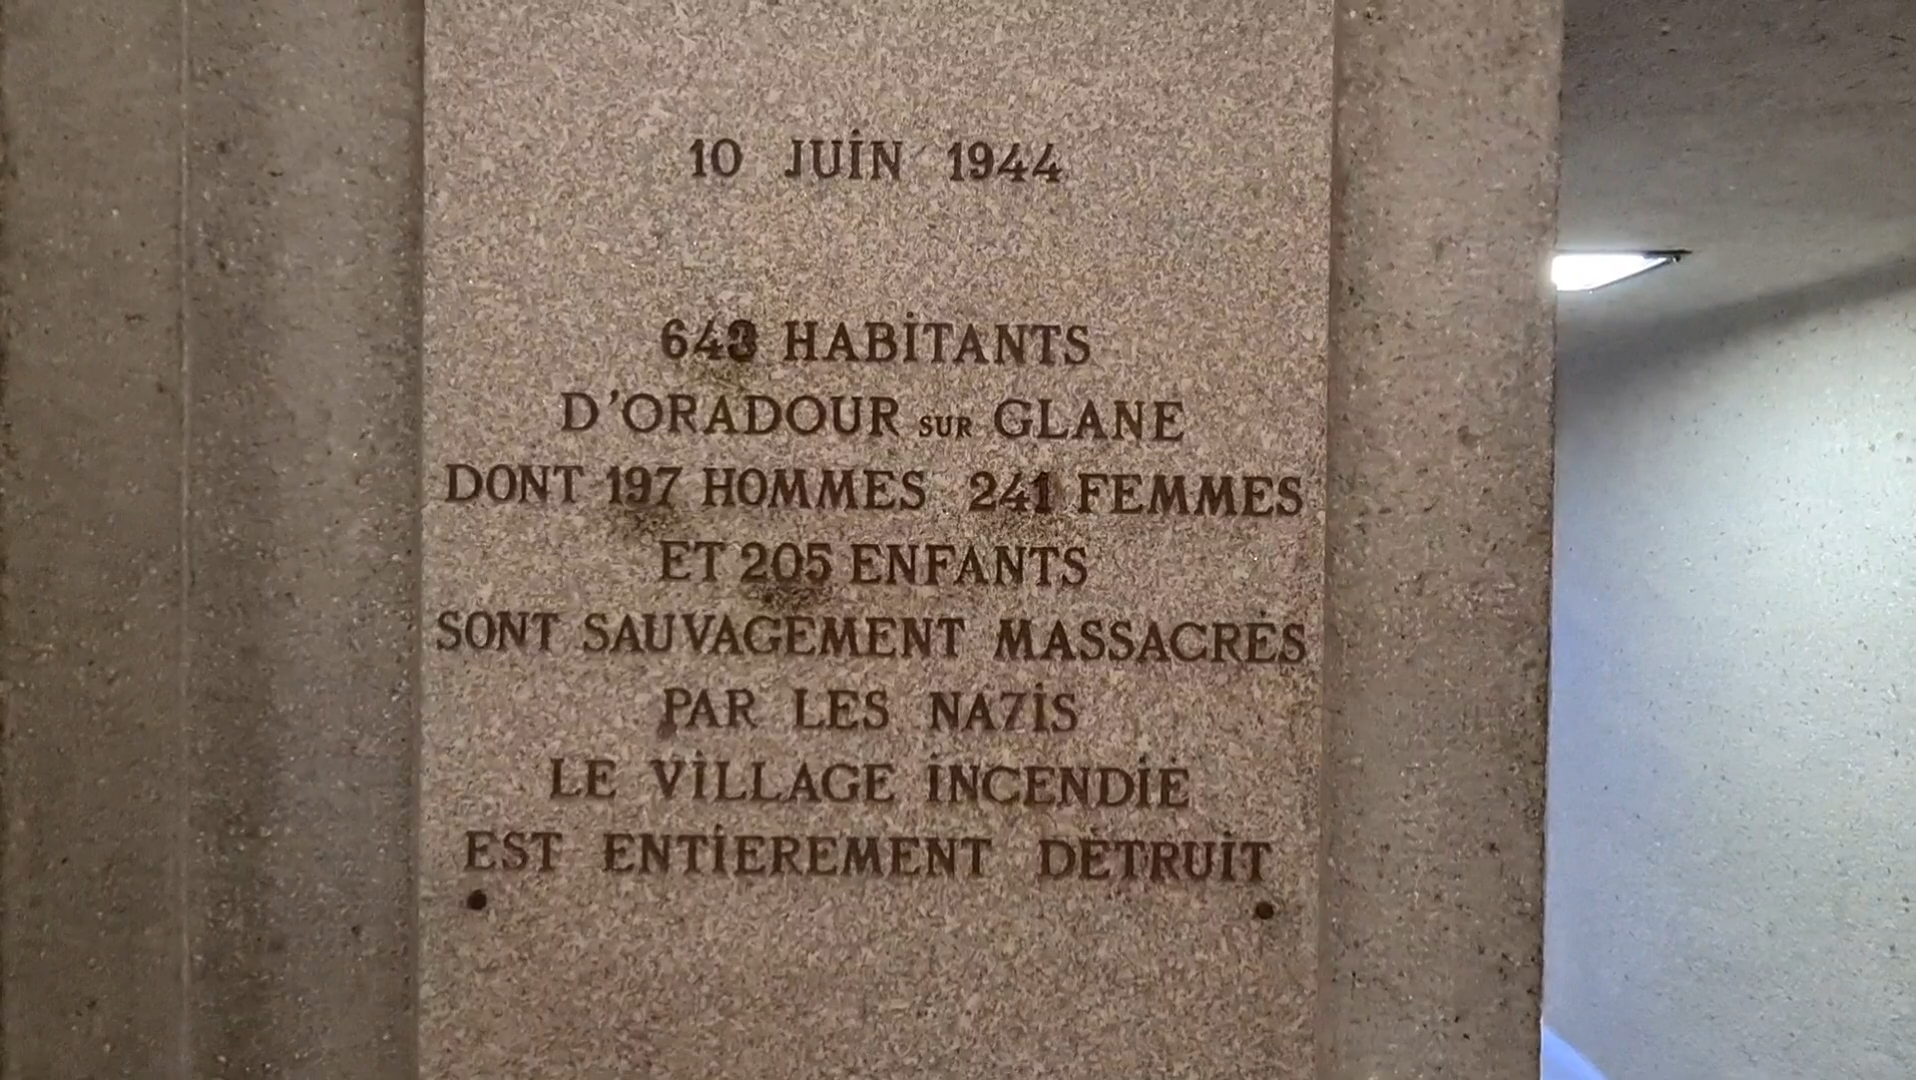 10 JUIN 1944
643 HABITANTS
D'ORADOUR SUR GLANE
DONT 197 HOMMES 241 FEMMES
ET 205 ENFANTS
SONT SAUVAGEMENT MASSACRÉS
PAR LES NAZIS
LE VILLAGE INCENDIÉ
EST ENTIEREMENT DÉTRUIT